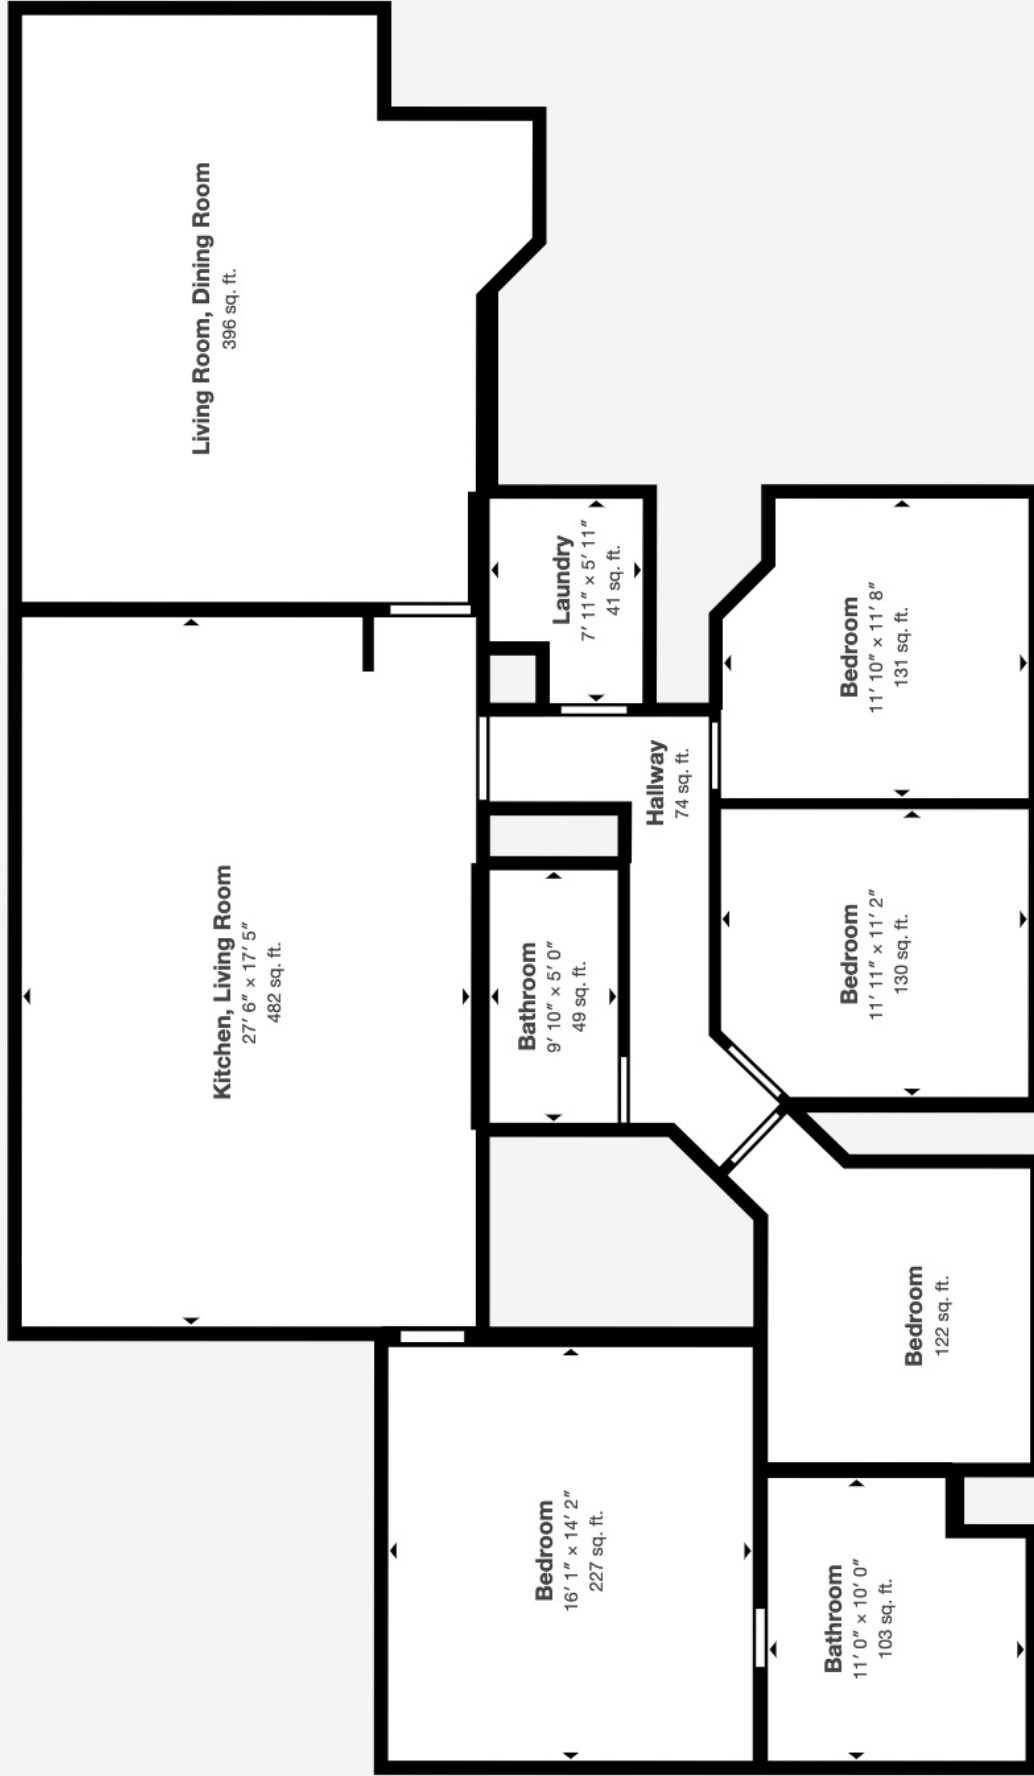 Living Room, Dining Room
396 sq. ft.
Kitchen, Living Room
27' 6" × 17' 5"
482 sq. ft.
Laundry
7' 11" × 5' 11"
41 sq. ft.
Hallway
74 sq. ft.
Bathroom
9' 10" × 5' 0"
49 sq. ft.
Bedroom
11' 10" × 11' 8"
131 sq. ft.
Bedroom
11' 11" × 11' 2"
130 sq. ft.
Bedroom
122 sq. ft.
Bedroom
16' 1" × 14' 2"
227 sq. ft.
Bathroom
11' 0" × 10' 0"
103 sq. ft.